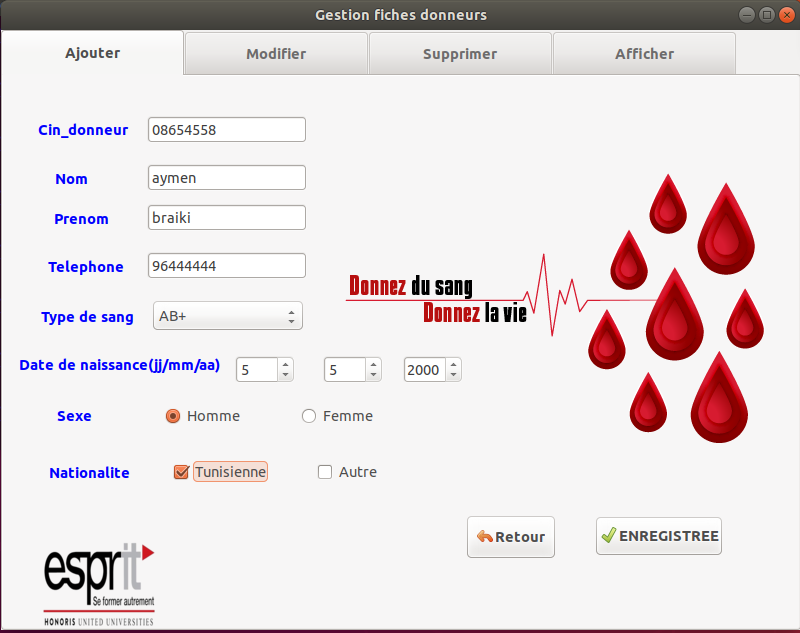 Gestion fiches donneurs
Ajouter Modifier Supprimer Afficher
Cin_donneur 08654558
Nom aymen
Prenom braiki
Telephone 96444444
Donnez du sang
Donnez la vie
Type de sang AB+
Date de naissance(jj/mm/aa) 5 5 2000
Sexe Homme Femme
Nationalite Tunisienne Autre
Retour ENREGISTREE
esprit
Se former autrement
HONORIS UNITED UNIVERSITIES